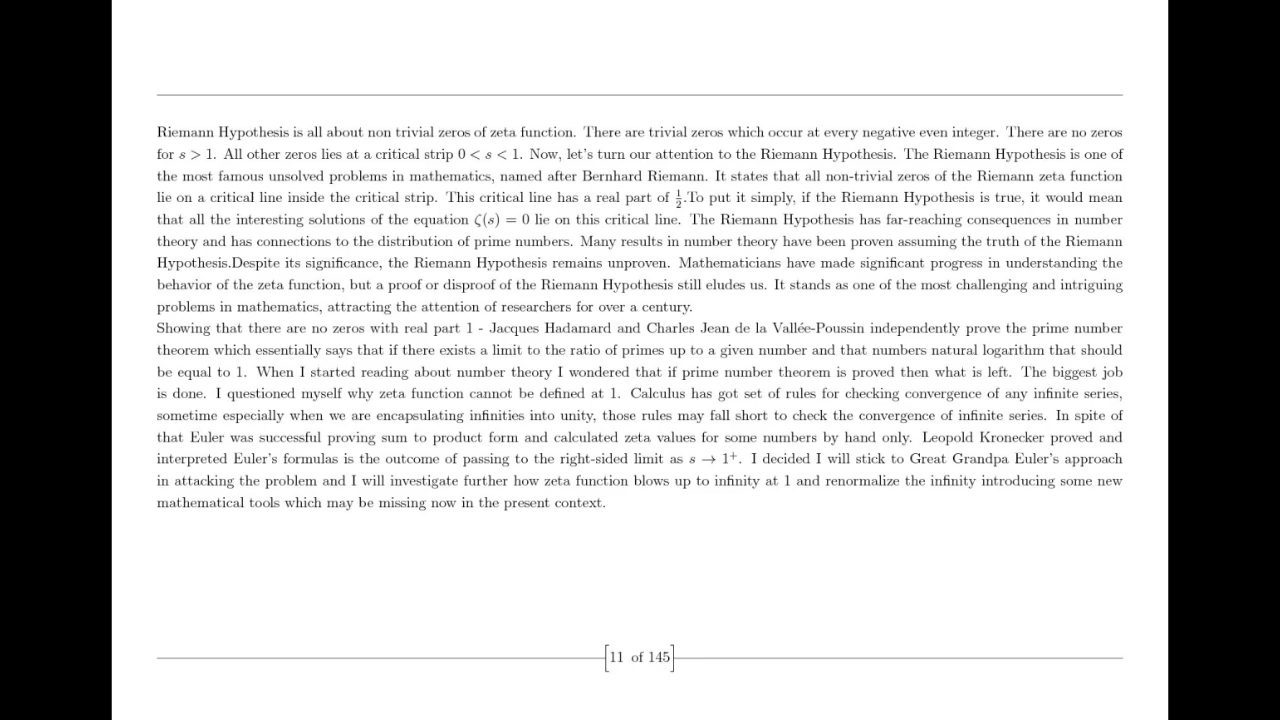 Riemann Hypothesis is all about non trivial zeros of zeta function. There are trivial zeros which occur at every negative even integer. There are no zeros
for s > 1. All other zeros lies at a critical strip 0 < s < 1. Now, let's turn our attention to the Riemann Hypothesis. The Riemann Hypothesis is one of
the most famous unsolved problems in mathematics, named after Bernhard Riemann. It states that all non-trivial zeros of the Riemann zeta function
lie on a critical line inside the critical strip. This critical line has a real part of ½.To put it simply, if the Riemann Hypothesis is true, it would mean
that all the interesting solutions of the equation ζ(s) = 0 lie on this critical line. The Riemann Hypothesis has far-reaching consequences in number
theory and has connections to the distribution of prime numbers. Many results in number theory have been proven assuming the truth of the Riemann
Hypothesis.Despite its significance, the Riemann Hypothesis remains unproven. Mathematicians have made significant progress in understanding the
behavior of the zeta function, but a proof or disproof of the Riemann Hypothesis still eludes us. It stands as one of the most challenging and intriguing
problems in mathematics, attracting the attention of researchers for over a century.
Showing that there are no zeros with real part 1 - Jacques Hadamard and Charles Jean de la Vallée-Poussin independently prove the prime number
theorem which essentially says that if there exists a limit to the ratio of primes up to a given number and that numbers natural logarithm that should
be equal to 1. When I started reading about number theory I wondered that if prime number theorem is proved then what is left. The biggest job
is done. I questioned myself why zeta function cannot be defined at 1. Calculus has got set of rules for checking convergence of any infinite series,
sometime especially when we are encapsulating infinities into unity, those rules may fall short to check the convergence of infinite series. In spite of
that Euler was successful proving sum to product form and calculated zeta values for some numbers by hand only. Leopold Kronecker proved and
interpreted Euler's formulas is the outcome of passing to the right-sided limit as s → 1⁺. I decided I will stick to Great Grandpa Euler's approach
in attacking the problem and I will investigate further how zeta function blows up to infinity at 1 and renormalize the infinity introducing some new
mathematical tools which may be missing now in the present context.
[11 of 145]